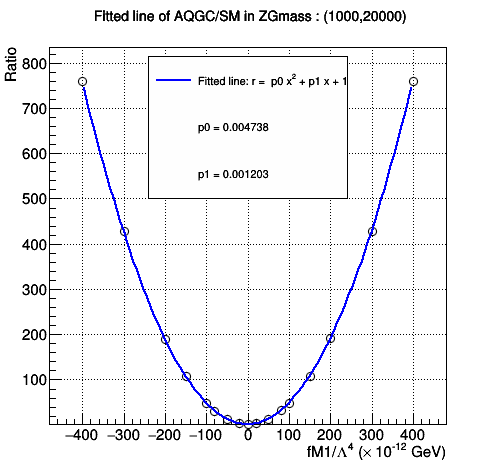 FItted line of AQGC/SM in ZGmass : (1000,20000)
Ratio
Fitted line: r = p0 x² + p1 x + 1
p0 = 0.004738
p1 = 0.001203
800
700
600
500
400
300
200
100
−400 −300 −200 −100 0 100 200 300 400
fM1/Λ⁴ (× 10⁻¹² GeV)